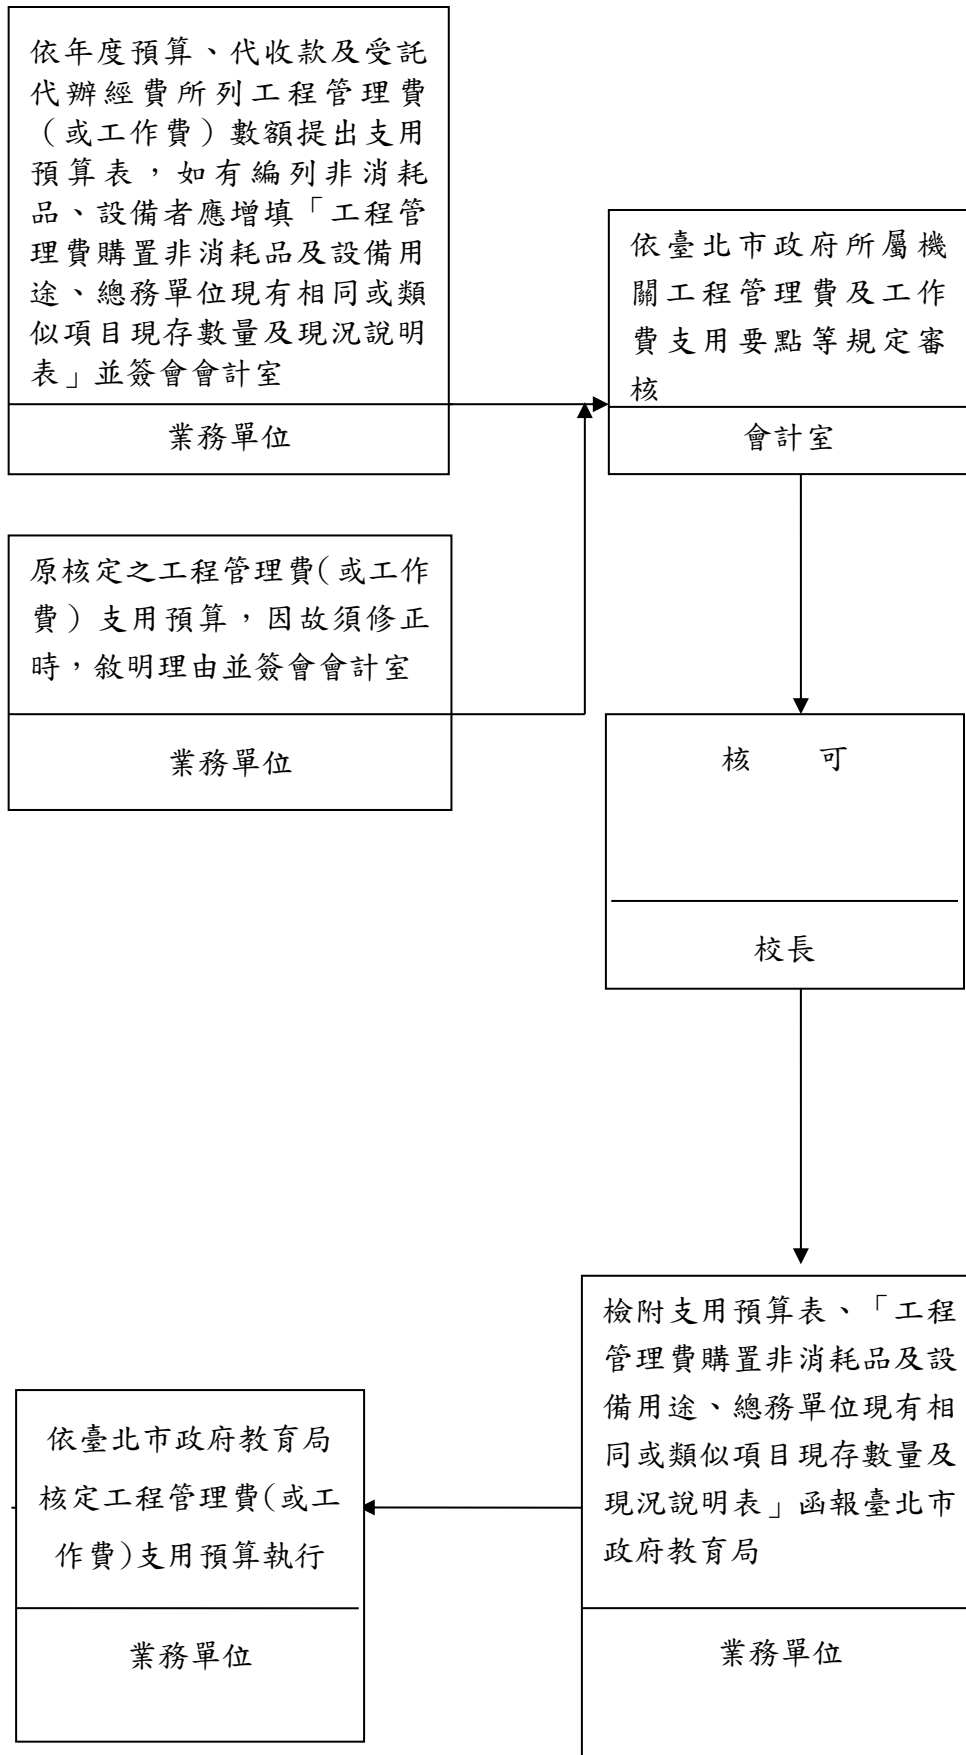 依年度預算、代收款及受託
代辦經費所列工程管理費
（或工作費）數額提出支用
預算表，如有編列非消耗
品、設備者應增填「工程管
理費購置非消耗品及設備用
途、總務單位現有相同或類
似項目現存數量及現況說明
表」並簽會會計室
業務單位
依臺北市政府所屬機
關工程管理費及工作
費支用要點等規定審
核
會計室
原核定之工程管理費(或工作
費）支用預算，因故須修正
時，敘明理由並簽會會計室
業務單位
核　　可
校長
檢附支用預算表、「工程
管理費購置非消耗品及設
備用途、總務單位現有相
同或類似項目現存數量及
現況說明表」函報臺北市
政府教育局
業務單位
依臺北市政府教育局
核定工程管理費(或工
作費)支用預算執行
業務單位